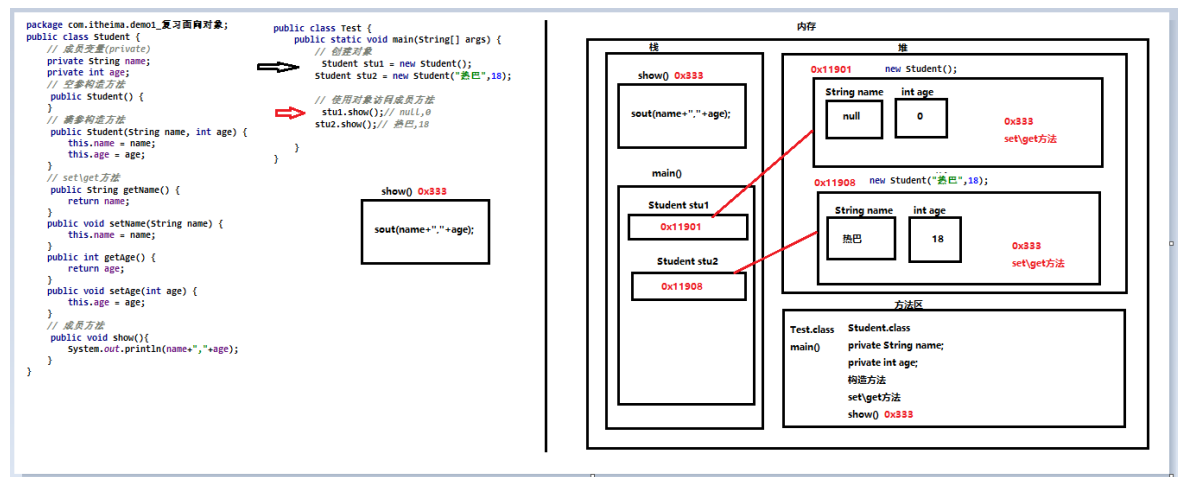 package com.itheima.demo1_复习面向对象;
public class Student {
// 成员变量(private)
private String name;
private int age;
// 空参构造方法
public Student() {
}
// 满参构造方法
public Student(String name, int age) {
this.name = name;
this.age = age;
}
// set\get方法
public String getName() {
return name;
}
public void setName(String name) {
this.name = name;
}
public int getAge() {
return age;
}
public void setAge(int age) {
this.age = age;
}
// 成员方法
public void show(){
System.out.println(name+","+age);
}
}
public class Test {
public static void main(String[] args) {
// 创建对象
Student stu1 = new Student();
Student stu2 = new Student("热巴",18);
// 使用对象访问成员方法
stu1.show();// null,0
stu2.show();// 热巴,18
}
}
show() 0x333
sout(name+","+age);
内存
栈
show() 0x333
sout(name+","+age);
main()
Student stu1
0x11901
Student stu2
0x11908
堆
0x11901 new Student();
String name int age
null 0
0x333
set\get方法
0x11908 new Student("热巴",18);
String name int age
热巴 18
0x333
set\get方法
方法区
Test.class
main()
Student.class
private String name;
private int age;
构造方法
set\get方法
show() 0x333